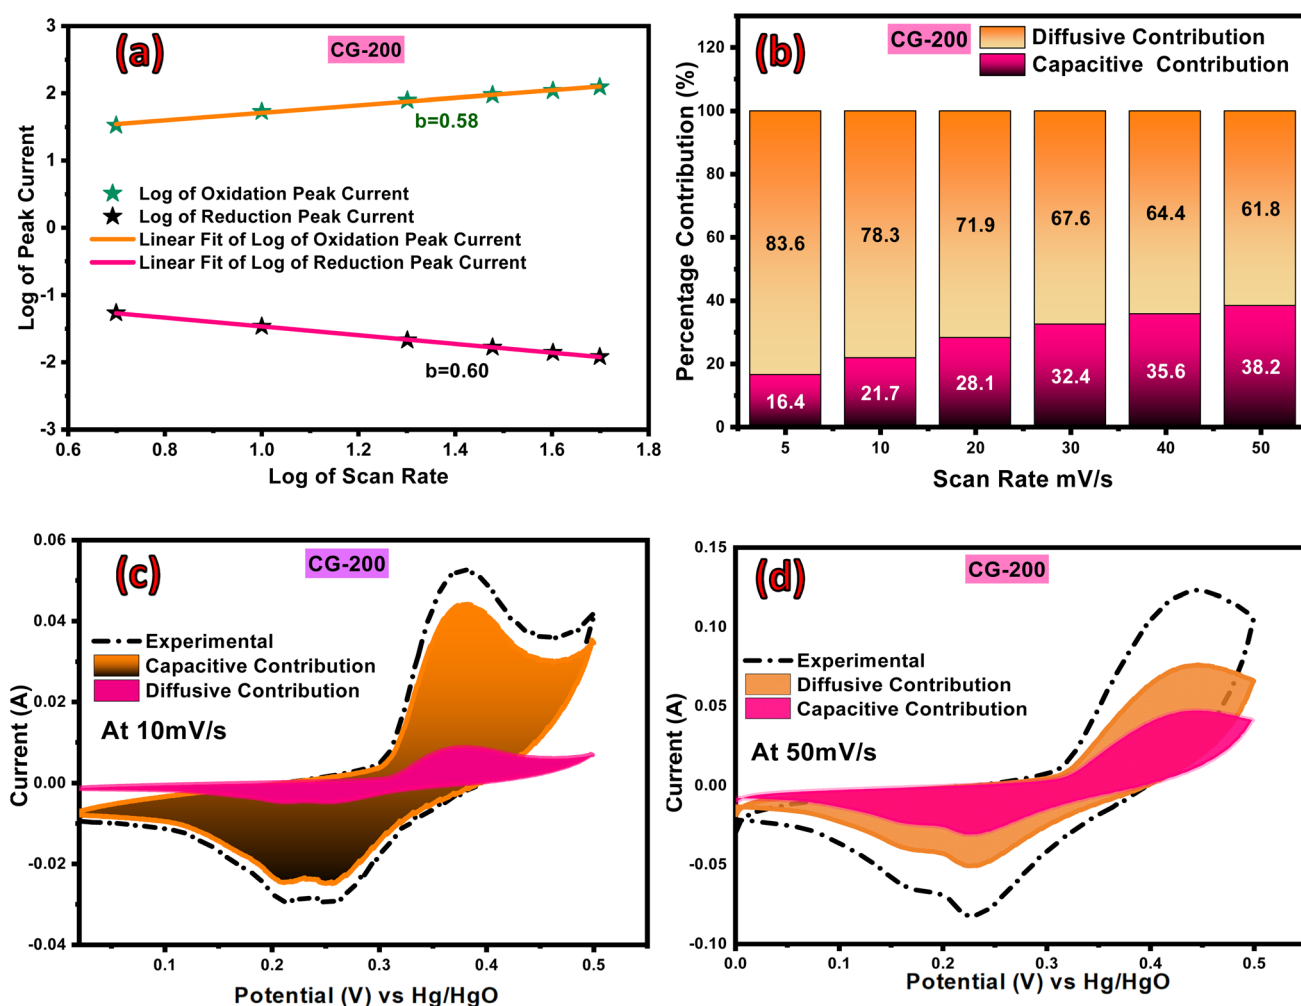 (a)
CG-200
b=0.58
Log of Oxidation Peak Current
Log of Reduction Peak Current
Linear Fit of Log of Oxidation Peak Current
Linear Fit of Log of Reduction Peak Current
b=0.60
3
2
1
0
-1
-2
-3
0.6
0.8
1.0
1.2
1.4
1.6
1.8
Log of Peak Current
Log of Scan Rate
(b)
CG-200
Diffusive Contribution
Capacitive Contribution
120
100
80
60
40
20
0
83.6
78.3
71.9
67.6
64.4
61.8
16.4
21.7
28.1
32.4
35.6
38.2
5
10
20
30
40
50
Percentage Contribution (%)
Scan Rate mV/s
(c)
CG-200
Experimental
Capacitive Contribution
Diffusive Contribution
At 10mV/s
0.06
0.04
0.02
0.00
-0.02
-0.04
0.1
0.2
0.3
0.4
0.5
Current (A)
Potential (V) vs Hg/HgO
(d)
CG-200
Experimental
Diffusive Contribution
Capacitive Contribution
At 50mV/s
0.15
0.10
0.05
0.00
-0.05
-0.10
0.0
0.1
0.2
0.3
0.4
0.5
Current (A)
Potential (V) vs Hg/HgO